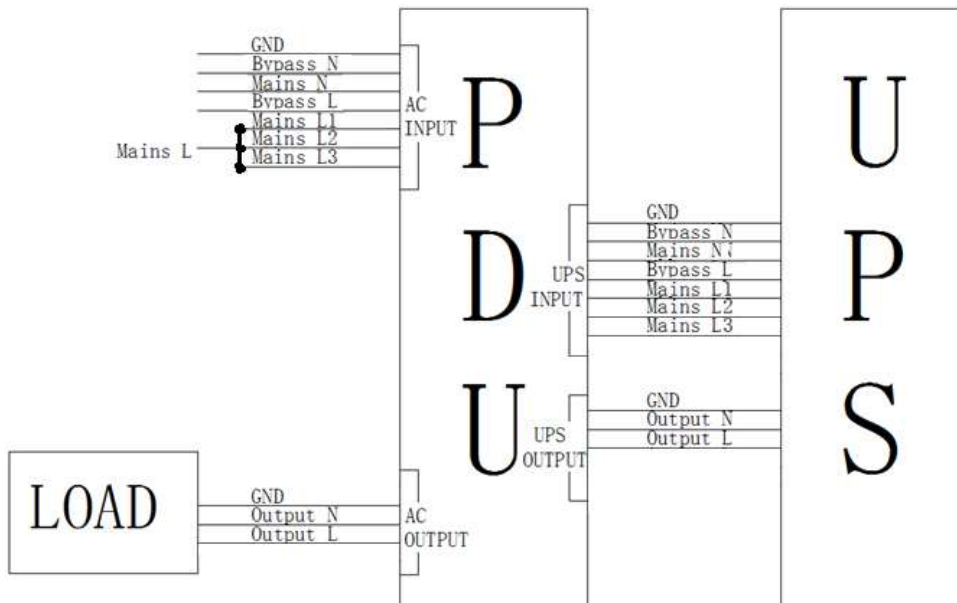 GND
Bypass N
Mains N
Bypass L
Mains L1
Mains L2
Mains L3
Mains L
AC
INPUT
P
D
U
U
P
S
UPS
INPUT
GND
Bypass N
Mains N
Bypass L
Mains L1
Mains L2
Mains L3
UPS
OUTPUT
GND
Output N
Output L
LOAD
GND
Output N
Output L
AC
OUTPUT